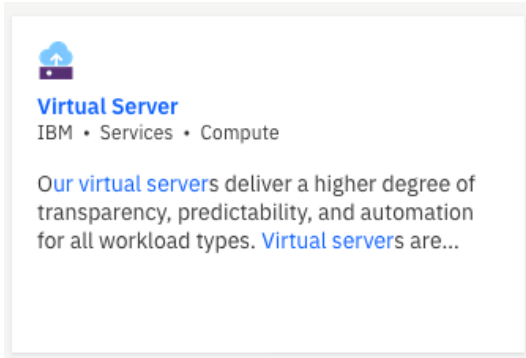 Virtual Server
IBM • Services • Compute
Our virtual servers deliver a higher degree of
transparency, predictability, and automation
for all workload types. Virtual servers are...